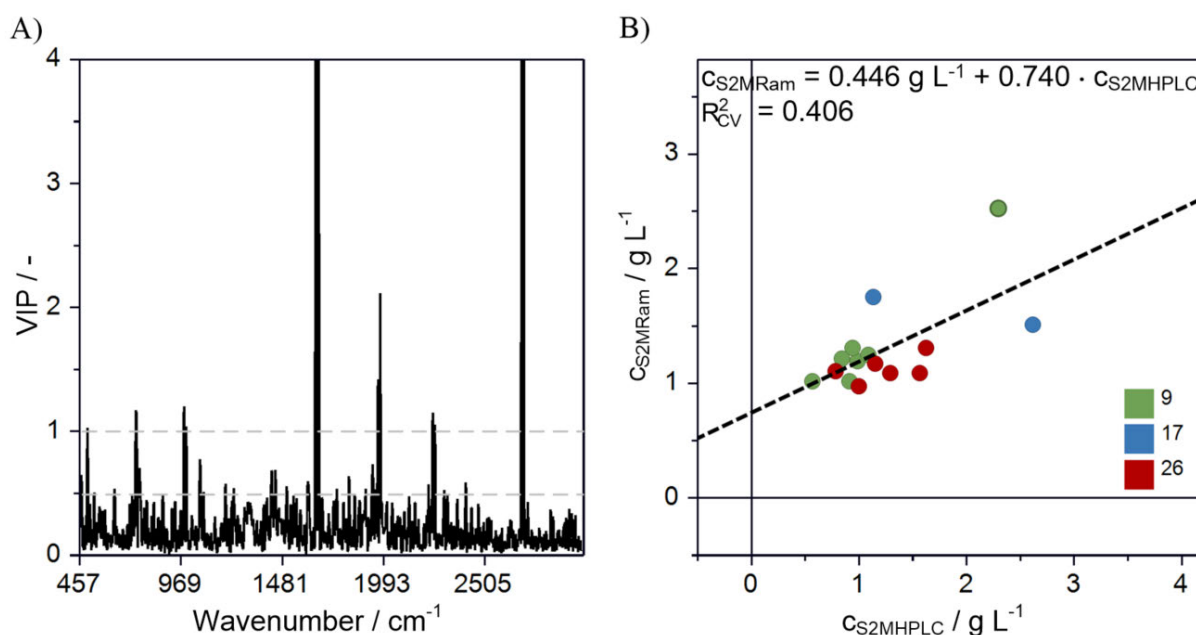 A)
4
3
2
1
0
VIP / -
457 969 1481 1993 2505
Wavenumber / cm⁻¹
B)
c_S2MRam = 0.446 g L⁻¹ + 0.740 · c_S2MHPLC
R²_CV = 0.406
3
2
1
0
c_S2MRam / g L⁻¹
9
17
26
0 1 2 3 4
c_S2MHPLC / g L⁻¹